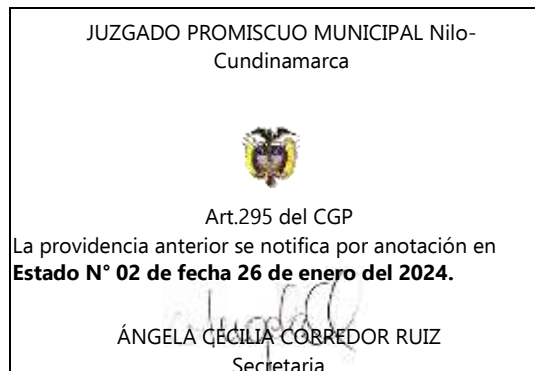 JUZGADO PROMISCUO MUNICIPAL Nilo-
Cundinamarca
Art.295 del CGP
La providencia anterior se notifica por anotación en
Estado N° 02 de fecha 26 de enero del 2024.
ÁNGELA CECILIA CORREDOR RUIZ
Secretaria